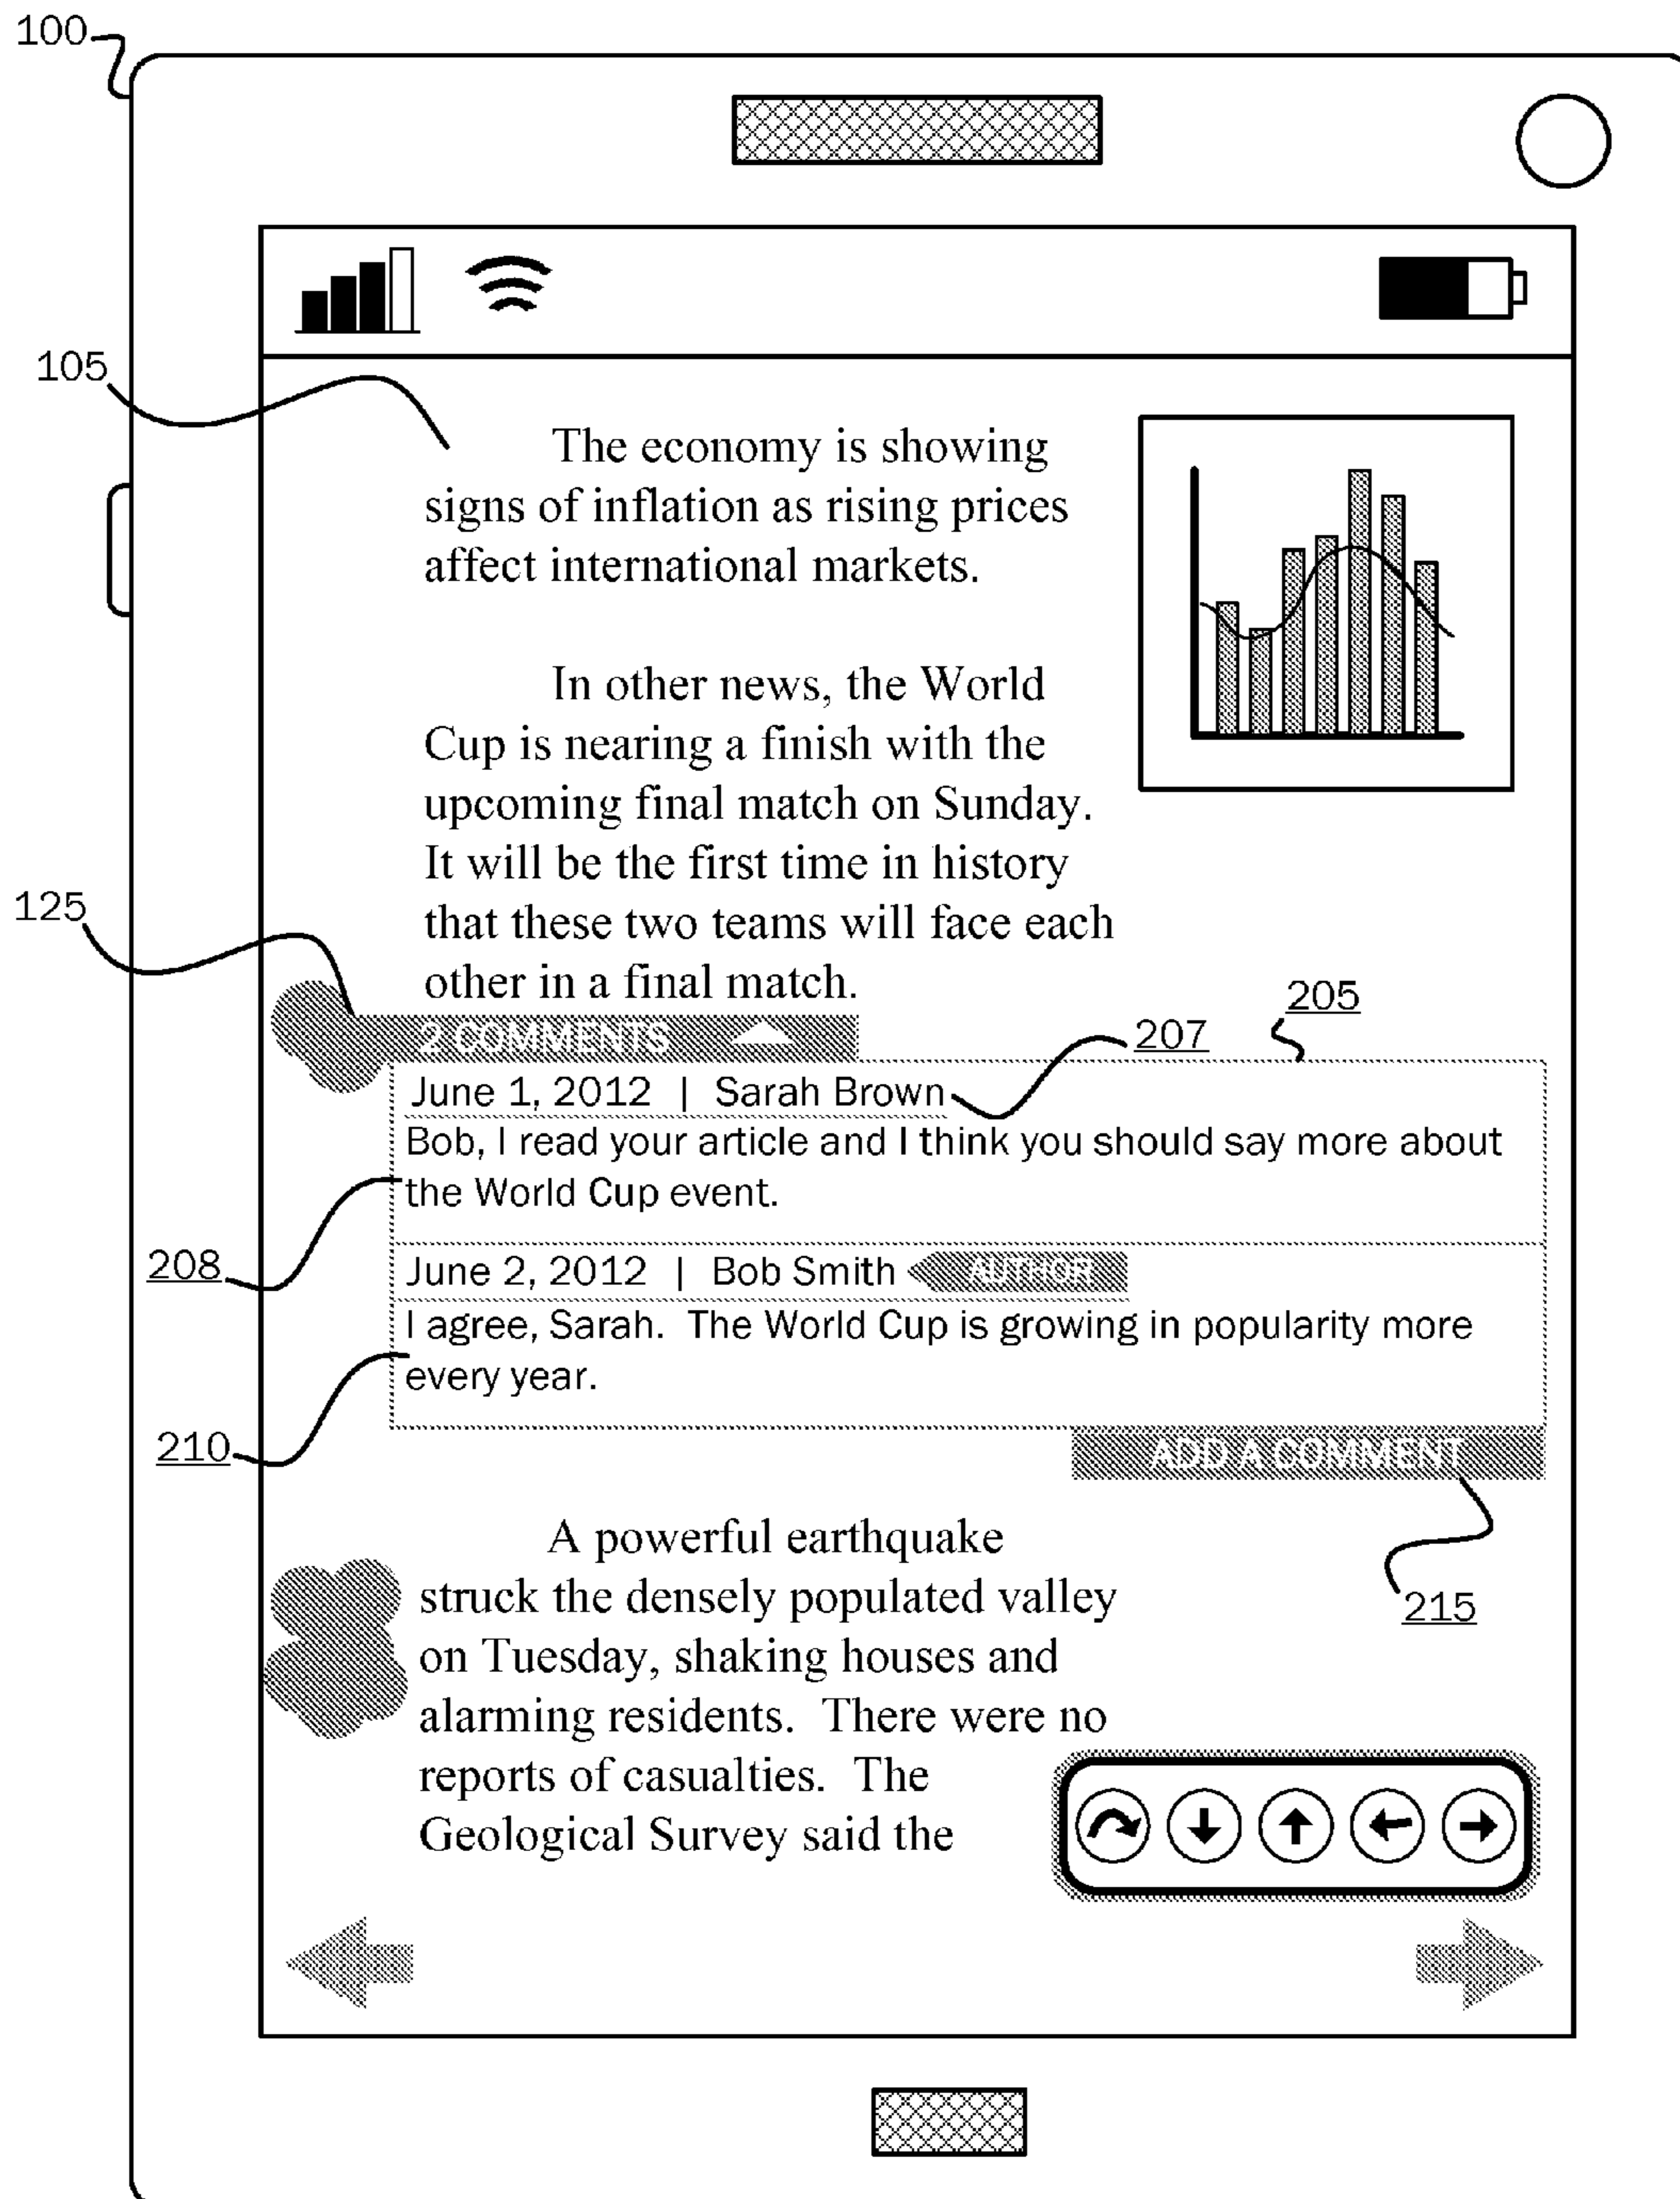 100
105
The economy is showing
signs of inflation as rising prices
affect international markets.
In other news, the World
Cup is nearing a finish with the
upcoming final match on Sunday.
It will be the first time in history
that these two teams will face each
other in a final match.
125
205
2 COMMENTS
207
June 1, 2012 | Sarah Brown
Bob, I read your article and I think you should say more about
the World Cup event.
208
June 2, 2012 | Bob Smith AUTHOR
I agree, Sarah. The World Cup is growing in popularity more
every year.
210
ADD A COMMENT
215
A powerful earthquake
struck the densely populated valley
on Tuesday, shaking houses and
alarming residents. There were no
reports of casualties. The
Geological Survey said the